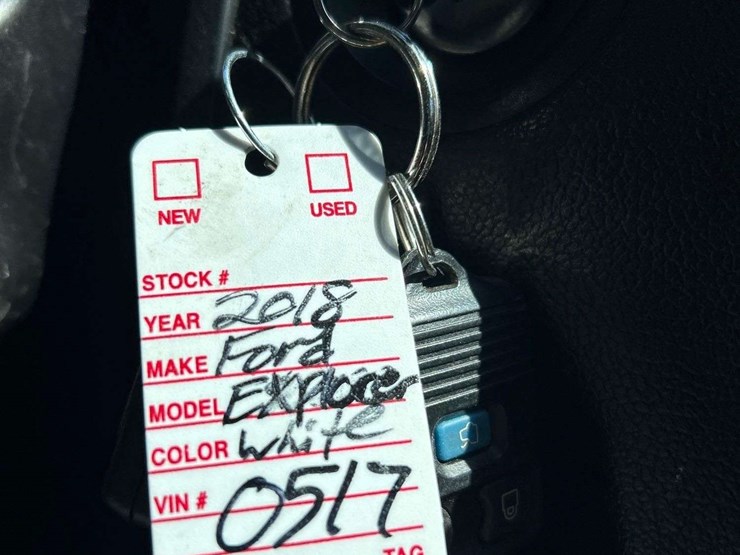 NEW USED
STOCK #
YEAR 2018
MAKE Ford
MODEL Explorer
COLOR White
VIN # 0517
TAG